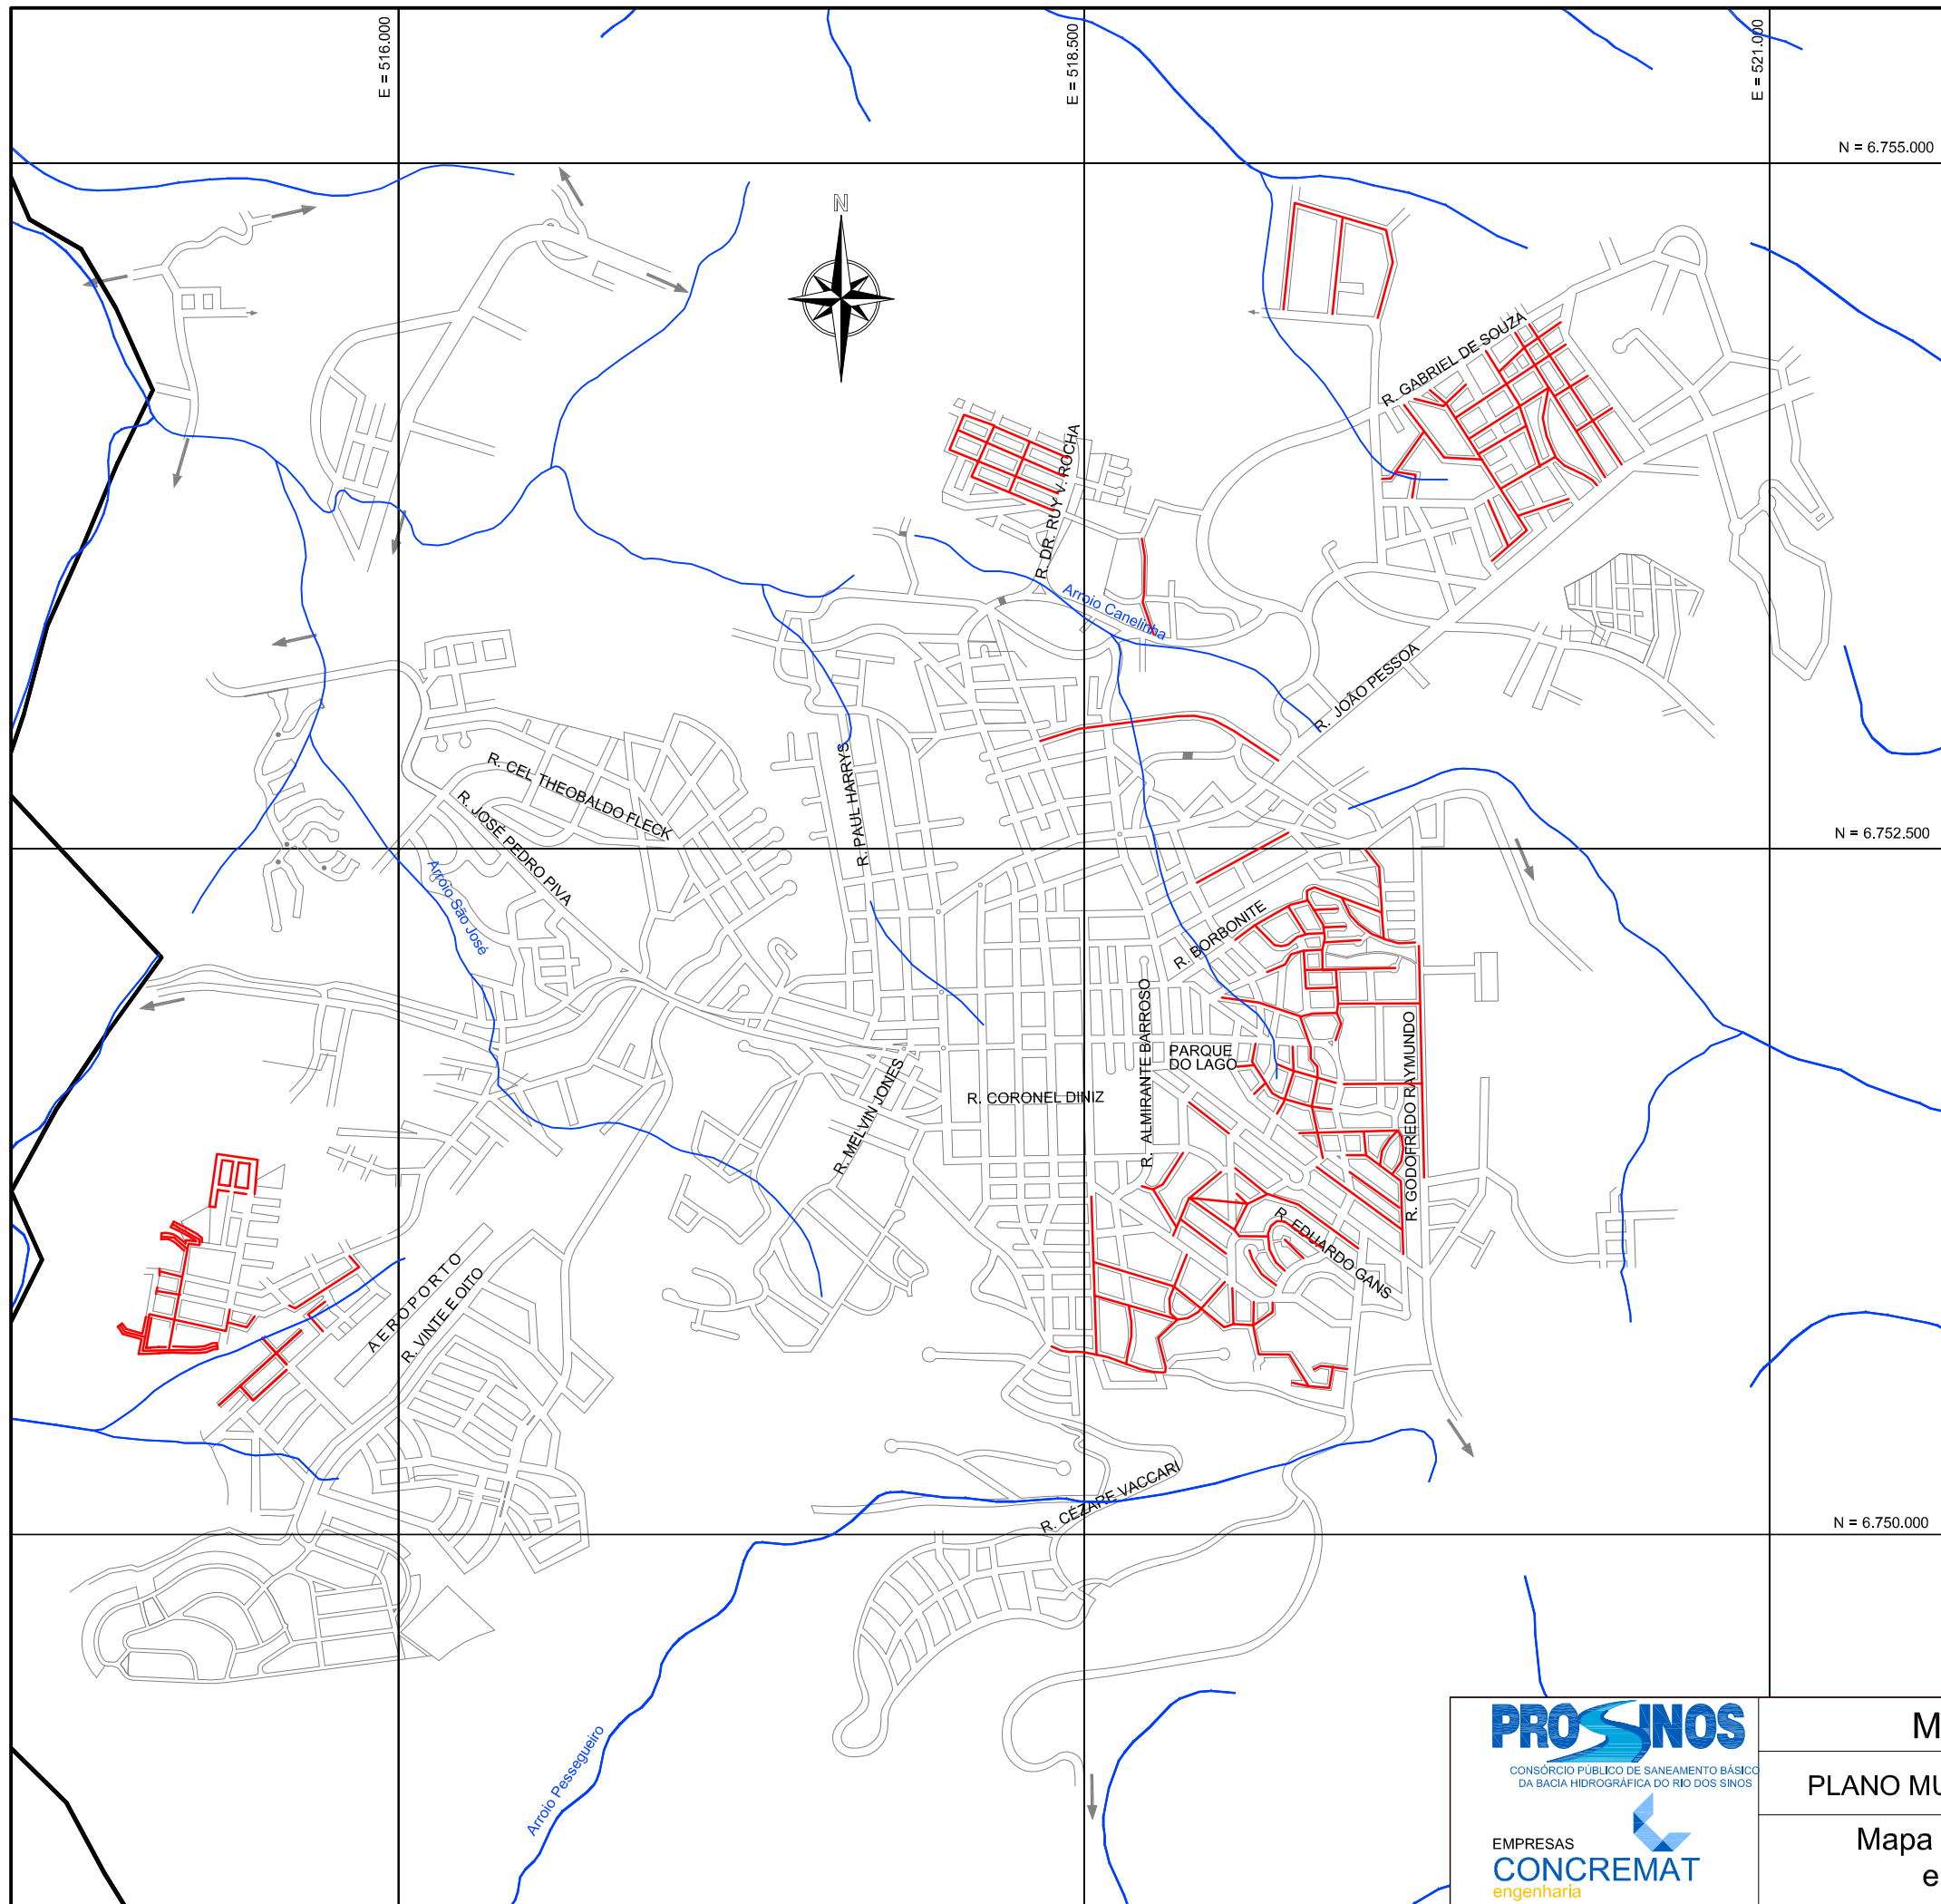 E = 516.000
E = 518.500
E = 521.000
N = 6.755.000
N
R. GABRIEL DE SOUZA
R. DR. RUY V. ROCHA
Arroio Canelinha
R. JOÃO PESSOA
R. CEL THEOBALDO FLECK
R. JOSÉ PEDRO PIVA
R. PAUL HARRYS
N = 6.752.500
Arroio São José
R. BORBONITE
R. ALMIRANTE BARROSO
PARQUE
DO LAGO
R. GODOFREDO RAYMUNDO
R. MELVIN JONES
R. CORONEL DINIZ
R. EDUARDO GANS
AEROPORTO
R. VINTE E OITO
R. CÉZARE VACCARI
N = 6.750.000
Arroio Pessegueiro
PROSINOS
CONSÓRCIO PÚBLICO DE SANEAMENTO BÁSICO
DA BACIA HIDROGRÁFICA DO RIO DOS SINOS
EMPRESAS
CONCREMAT
engenharia
M
PLANO MU
Mapa
e